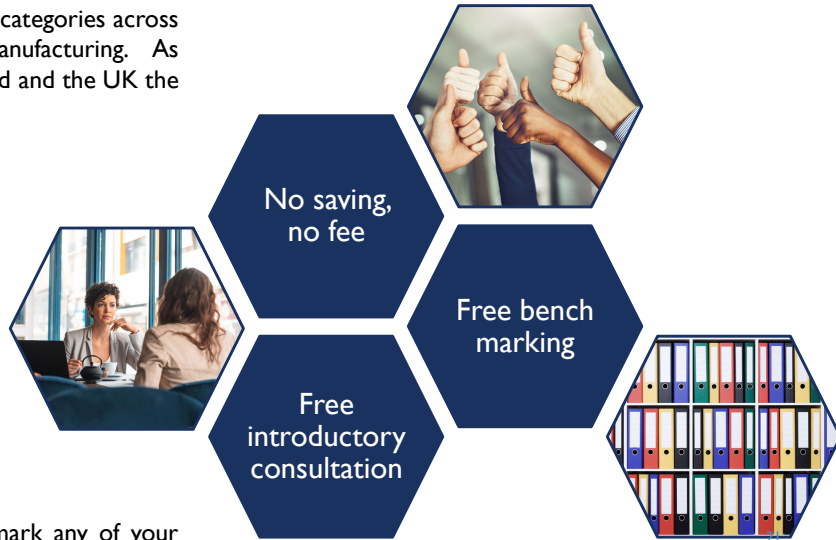 categories across
anufacturing. As
d and the UK the
No saving,
no fee
Free bench
marking
Free
introductory
consultation
mark any of your